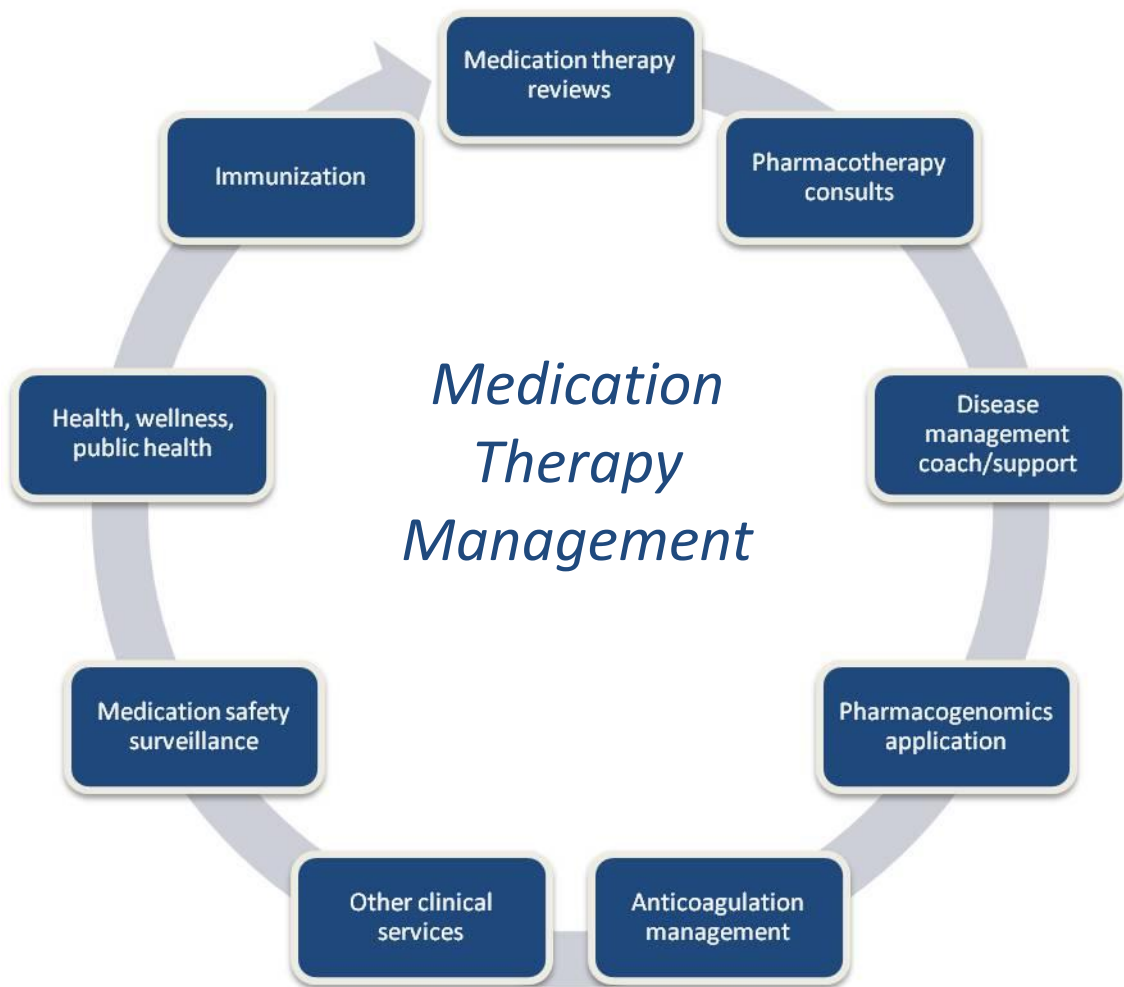 Medication therapy
reviews
Pharmacotherapy
consults
Disease
management
coach/support
Pharmacogenomics
application
Anticoagulation
management
Other clinical
services
Medication safety
surveillance
Health, wellness,
public health
Immunization
Medication
Therapy
Management